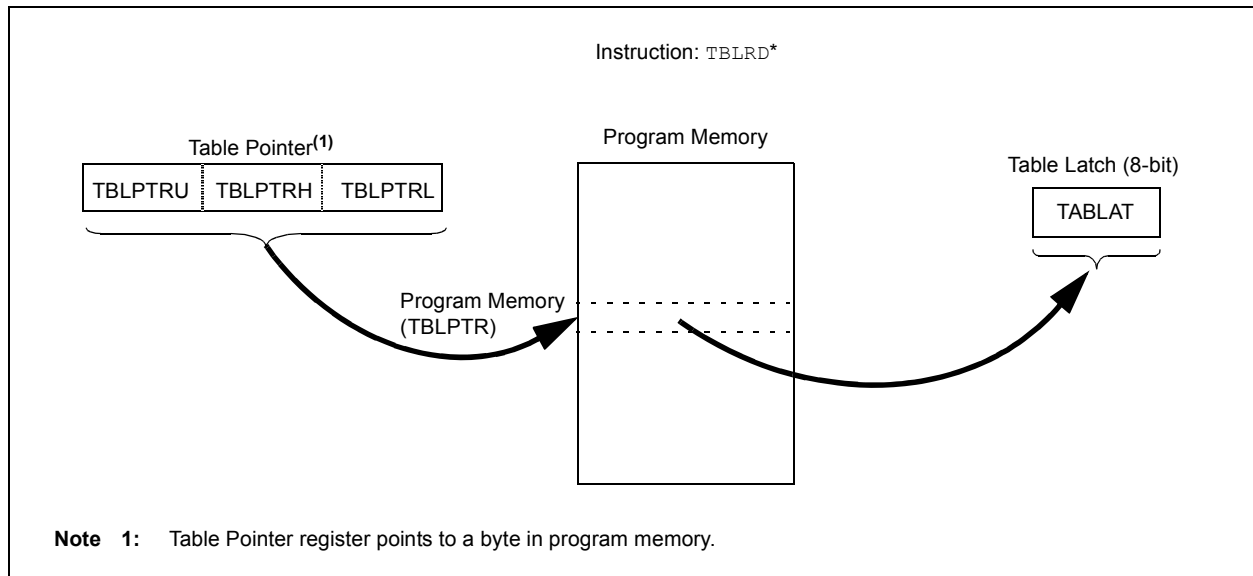 Instruction: TBLRD*
Table Pointer(1)
Program Memory
Table Latch (8-bit)
TBLPTRU TBLPTRH TBLPTRL
TABLAT
Program Memory
(TBLPTR)
Note 1: Table Pointer register points to a byte in program memory.